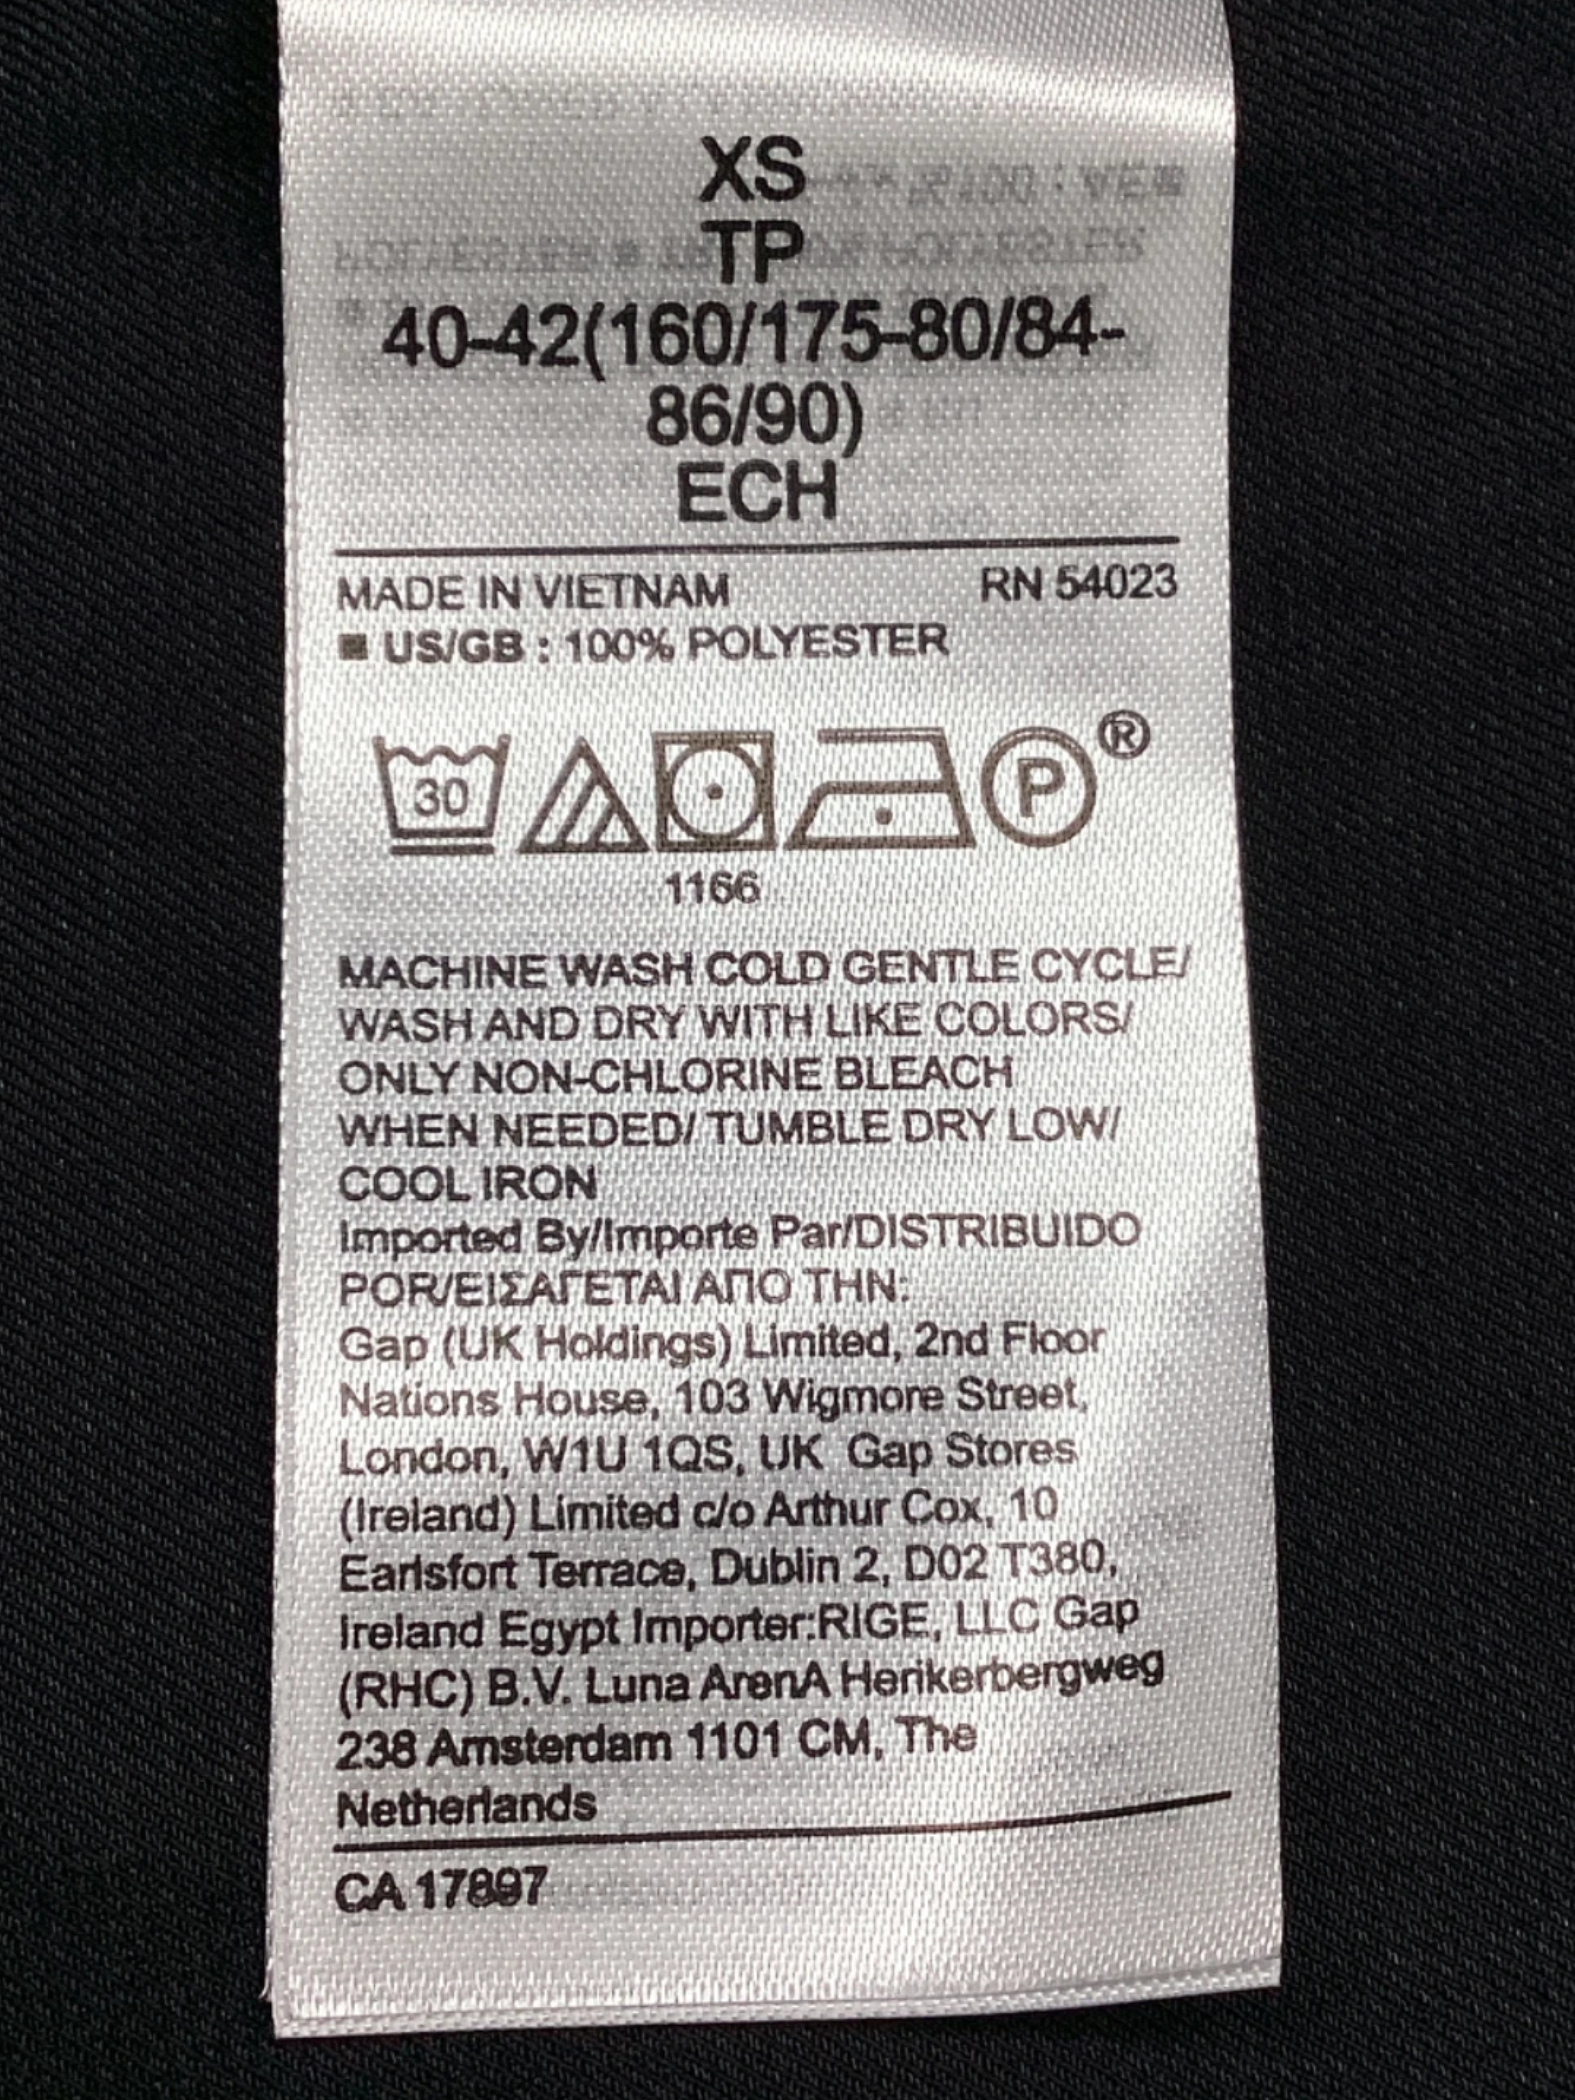 XS
TP
40-42(160/175-80/84-
86/90)
ECH
MADE IN VIETNAM RN 54023
■ US/GB : 100% POLYESTER
30 P ®
1166
MACHINE WASH COLD GENTLE CYCLE/
WASH AND DRY WITH LIKE COLORS/
ONLY NON-CHLORINE BLEACH
WHEN NEEDED/ TUMBLE DRY LOW/
COOL IRON
Imported By/Importe Par/DISTRIBUIDO
POR/ΕΙΣΑΓΕΤΑΙ ΑΠΟ ΤΗΝ:
Gap (UK Holdings) Limited, 2nd Floor
Nations House, 103 Wigmore Street,
London, W1U 1QS, UK Gap Stores
(Ireland) Limited c/o Arthur Cox, 10
Earlsfort Terrace, Dublin 2, D02 T380,
Ireland Egypt Importer:RIGE, LLC Gap
(RHC) B.V. Luna ArenA Herikerbergweg
238 Amsterdam 1101 CM, The
Netherlands
CA 17897